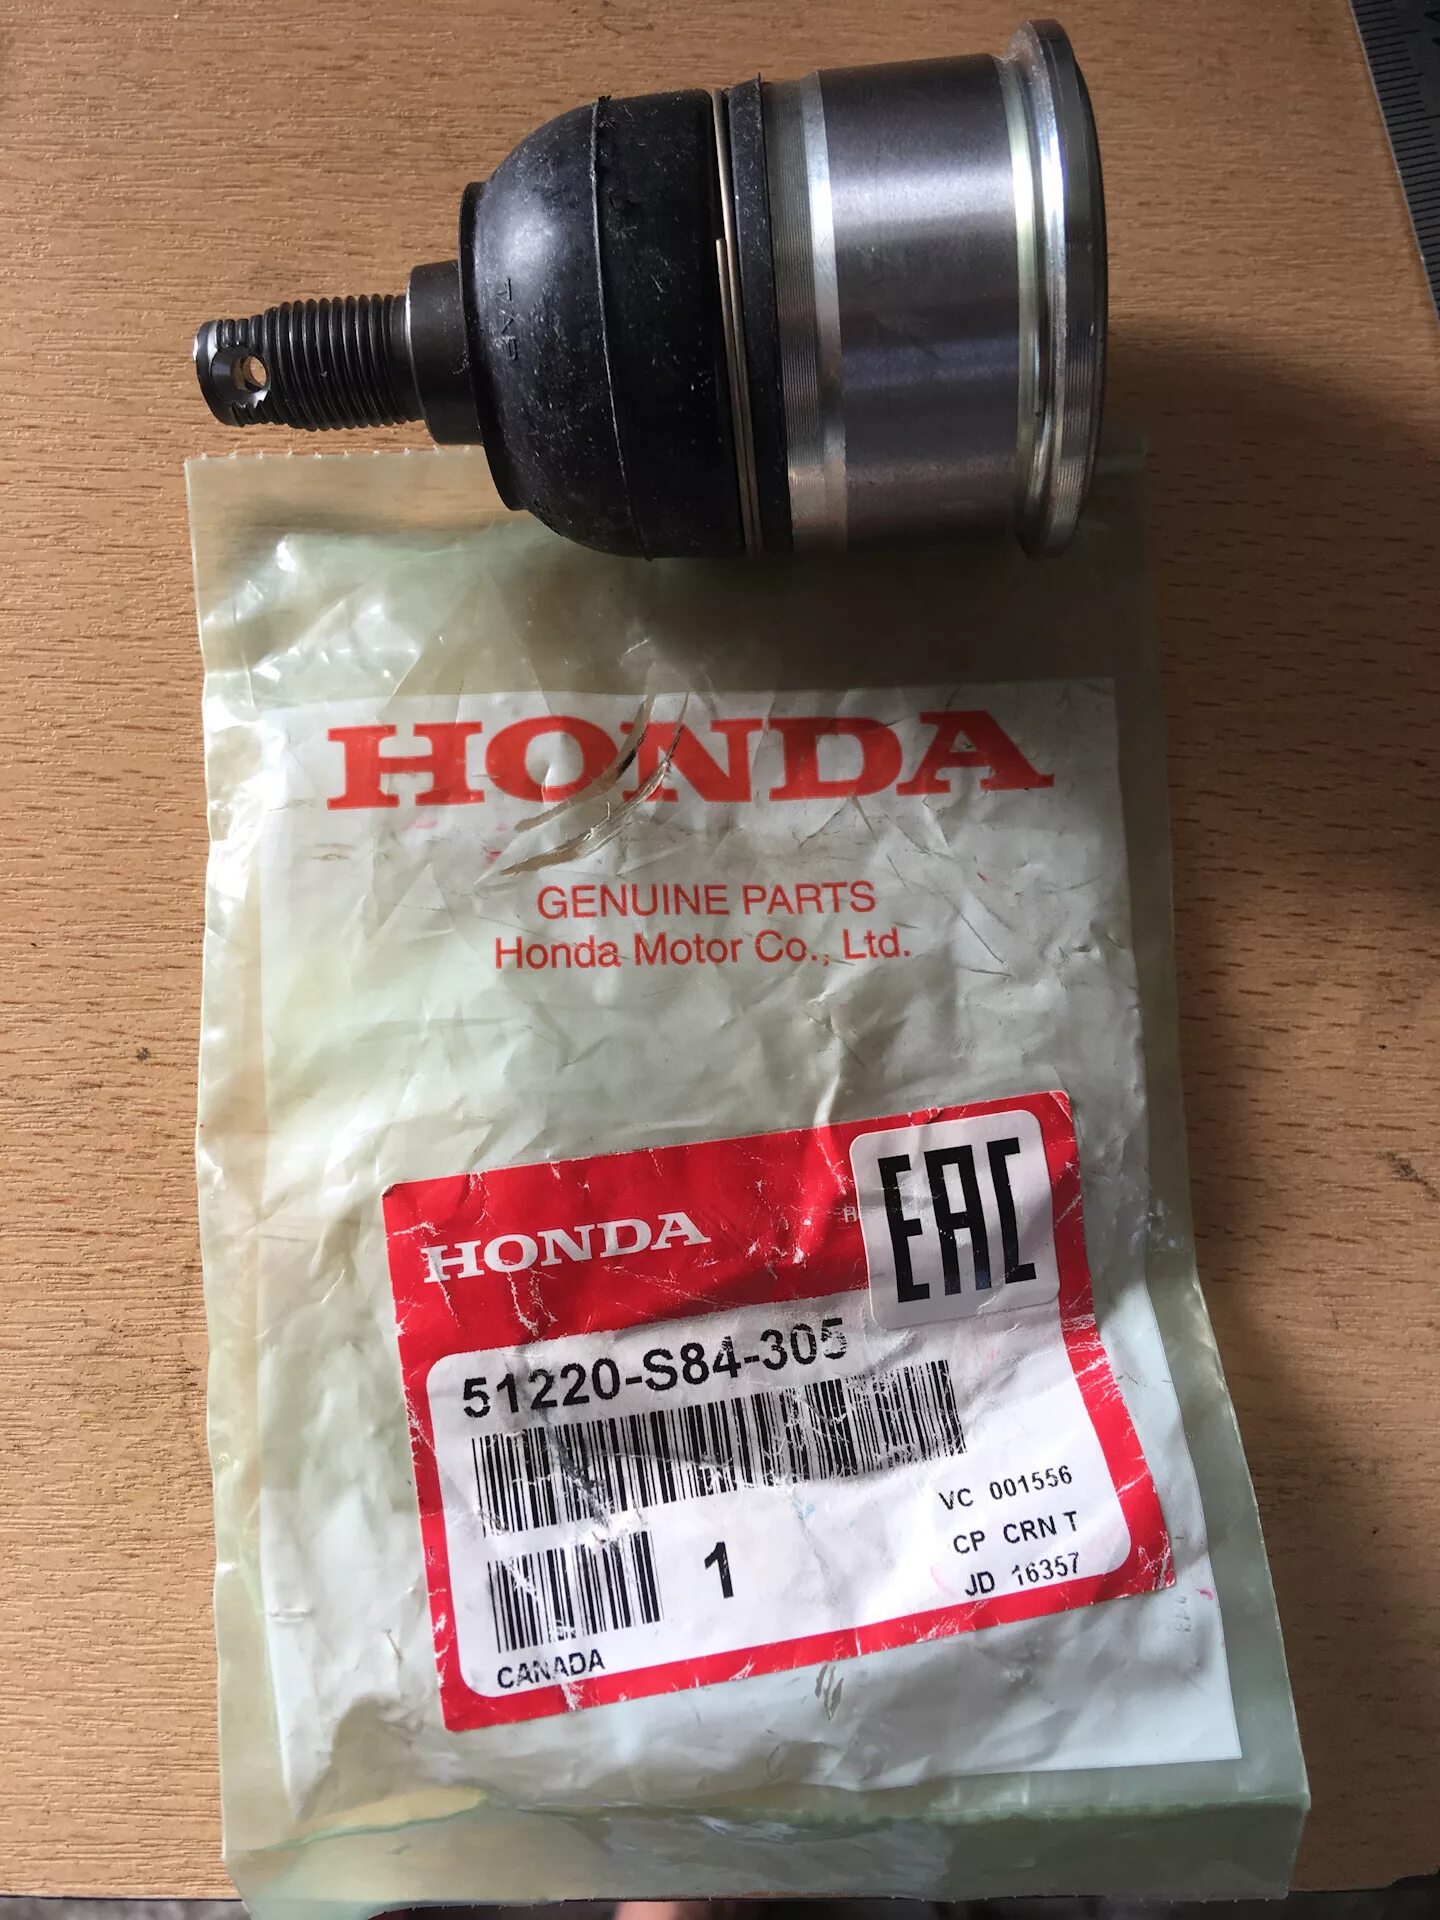 HONDA
GENUINE PARTS
Honda Motor Co., Ltd.
HONDA
EAC
51220-S84-305
VC 001556
1
CP CRN T
JD 16357
CANADA